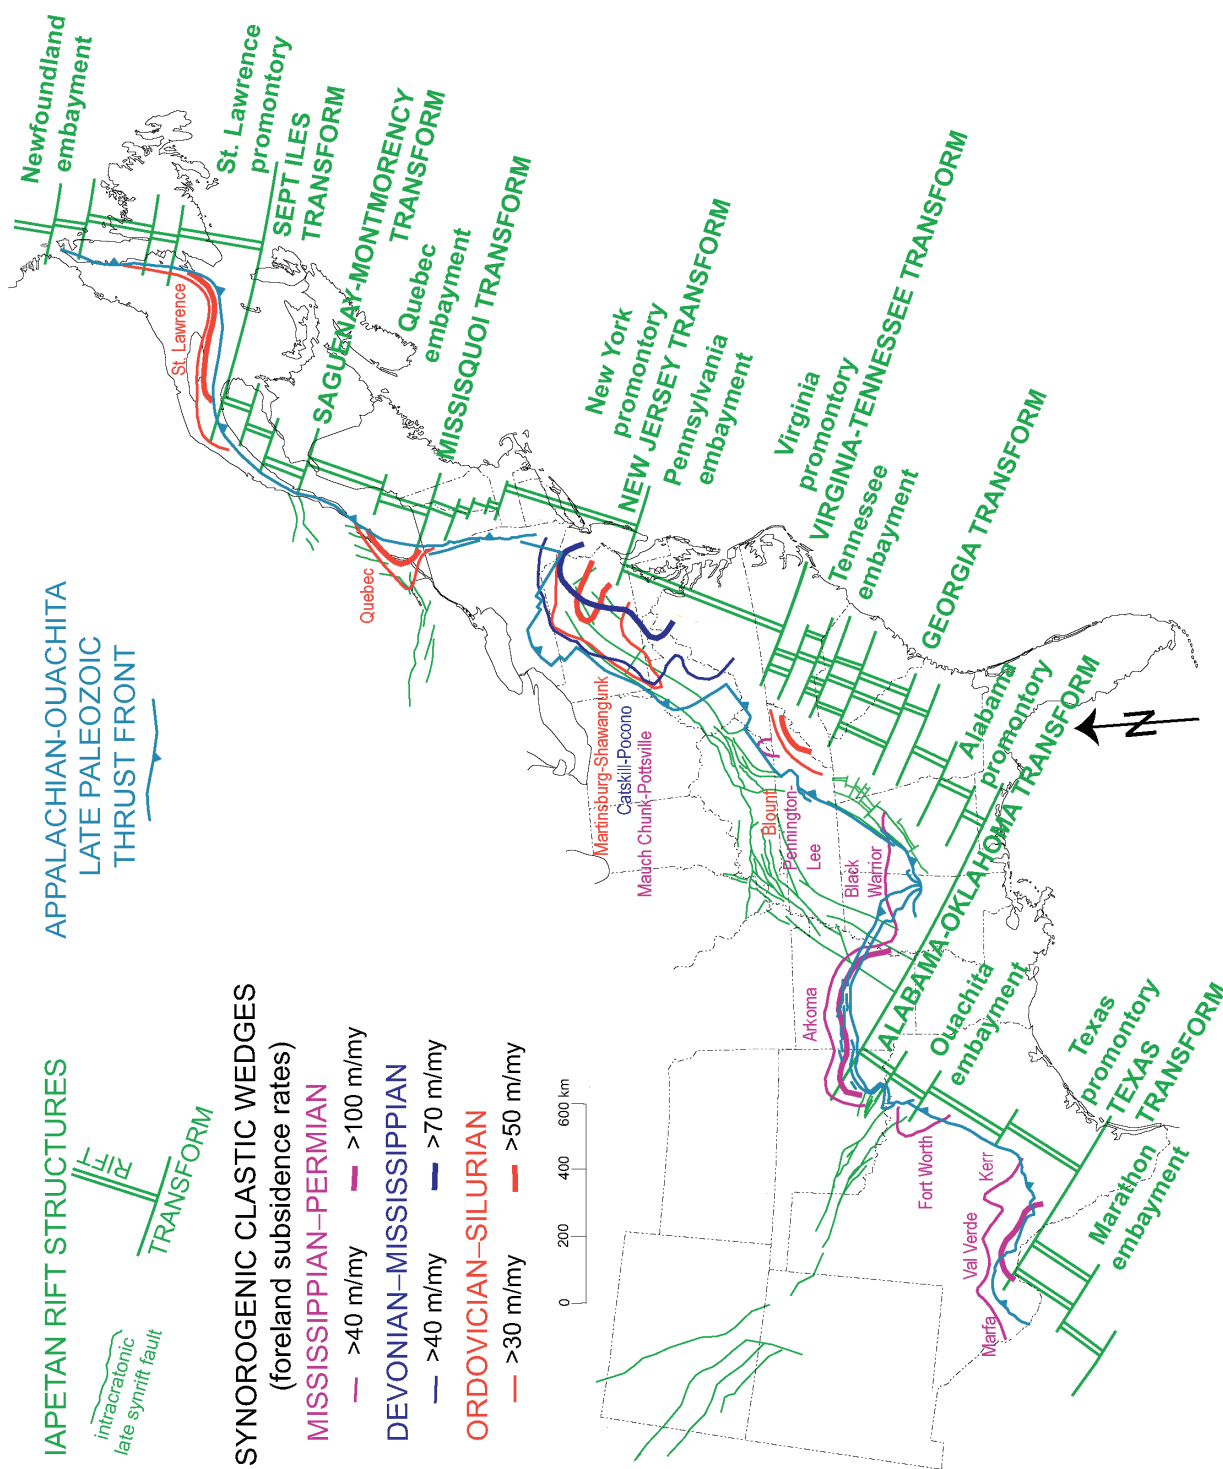 IAPETAN RIFT STRUCTURES
intracratonic
late synrift fault
RIFT
TRANSFORM
APPALACHIAN-OUACHITA
LATE PALEOZOIC
THRUST FRONT
SYNOROGENIC CLASTIC WEDGES
(foreland subsidence rates)
MISSISSIPPIAN–PERMIAN
>40 m/my
>100 m/my
DEVONIAN–MISSISSIPPIAN
>40 m/my
>70 m/my
ORDOVICIAN–SILURIAN
>30 m/my
>50 m/my
0
200
400
600 km
Newfoundland
embayment
St. Lawrence
promontory
SEPT ILES
TRANSFORM
SAGUENAY-MONTMORENCY
TRANSFORM
Quebec
embayment
MISSISQUOI TRANSFORM
New York
promontory
NEW JERSEY TRANSFORM
Pennsylvania
embayment
Virginia
promontory
VIRGINIA-TENNESSEE TRANSFORM
Tennessee
embayment
GEORGIA TRANSFORM
Alabama
promontory
ALABAMA-OKLAHOMA TRANSFORM
Ouachita
embayment
Texas
promontory
TEXAS
TRANSFORM
Marathon
embayment
St. Lawrence
Quebec
Martinsburg-Shawangunk
Catskill-Pocono
Mauch Chunk-Pottsville
Blount
Pennington-
Lee
Black
Warrior
Arkoma
Fort Worth
Kerr
Val Verde
Marfa
N